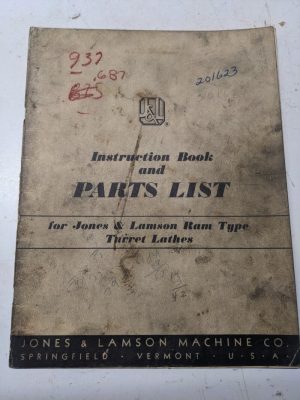 937
.687
201623
Instruction Book
and
PARTS LIST
for Jones & Lamson Ram Type
Turret Lathes
JONES & LAMSON MACHINE CO.
SPRINGFIELD · VERMONT · U·S·A·